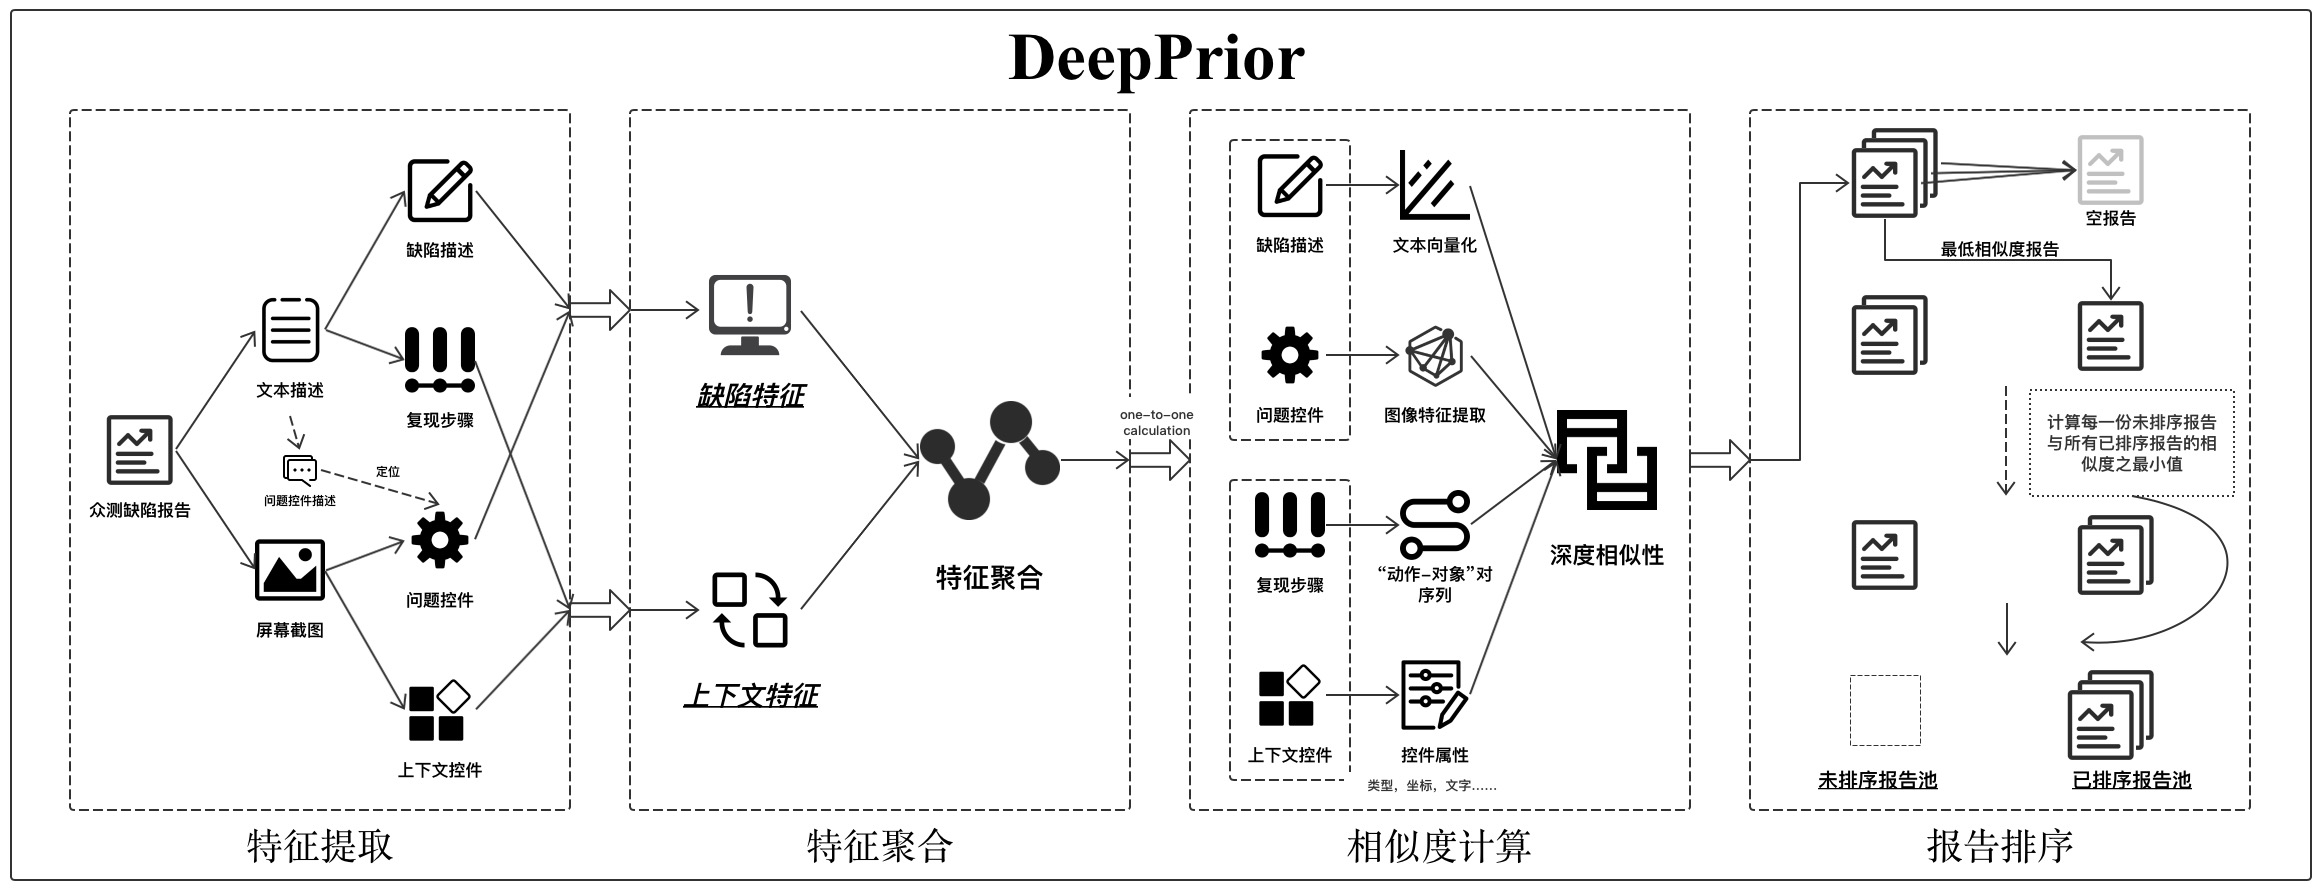 DeepPrior
众测缺陷报告
文本描述
问题控件描述
定位
屏幕截图
缺陷描述
复现步骤
问题控件
上下文控件
特征提取
缺陷特征
上下文特征
特征聚合
特征聚合
one-to-one
calculation
缺陷描述
文本向量化
问题控件
图像特征提取
复现步骤
“动作-对象”对
序列
上下文控件
控件属性
类型，坐标，文字……
深度相似性
相似度计算
空报告
最低相似度报告
计算每一份未排序报告
与所有已排序报告的相
似度之最小值
未排序报告池
已排序报告池
报告排序